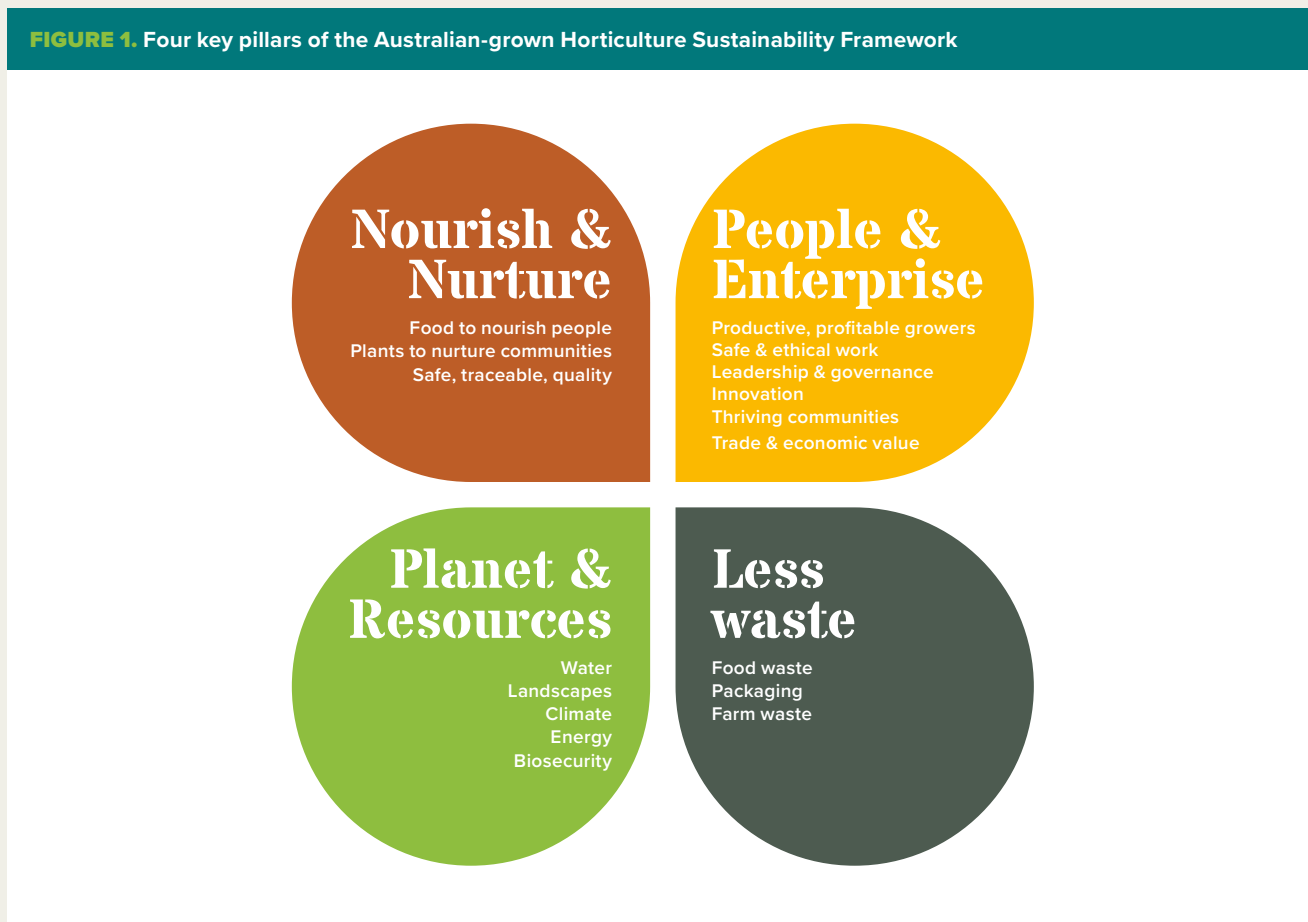 FIGURE 1. Four key pillars of the Australian-grown Horticulture Sustainability Framework
Nourish &
Nurture
Food to nourish people
Plants to nurture communities
Safe, traceable, quality
People &
Enterprise
Productive, profitable growers
Safe & ethical work
Leadership & governance
Innovation
Thriving communities
Trade & economic value
Planet &
Resources
Water
Landscapes
Climate
Energy
Biosecurity
Less
waste
Food waste
Packaging
Farm waste